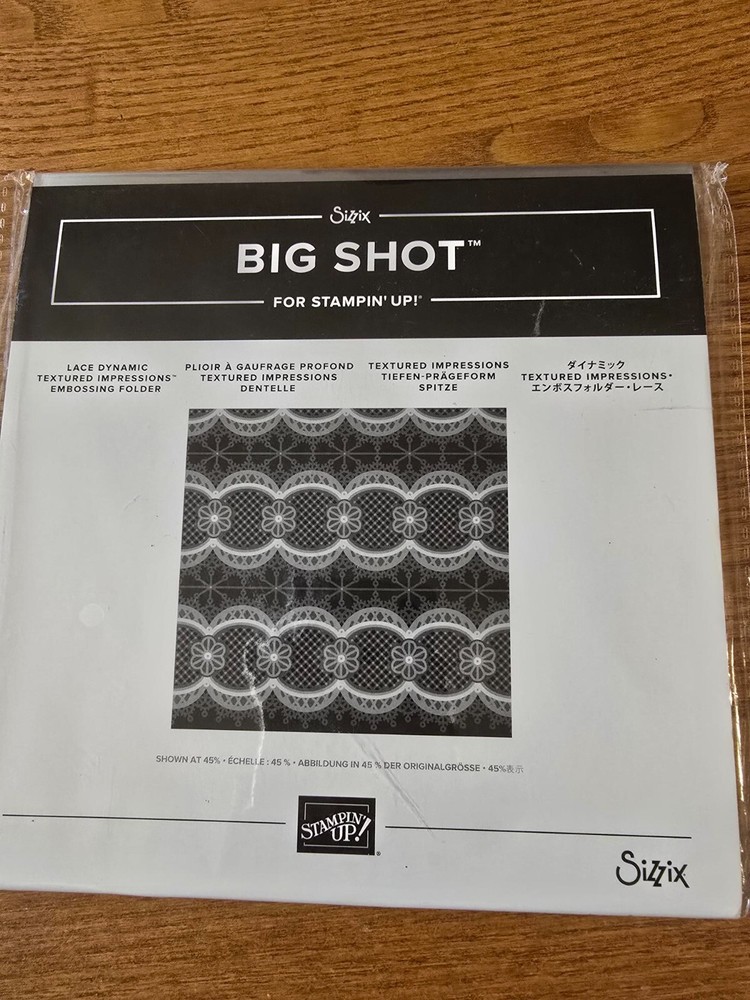 Sizzix
BIG SHOT™
FOR STAMPIN' UP!®
LACE DYNAMIC
TEXTURED IMPRESSIONS™
EMBOSSING FOLDER
PLIOIR À GAUFRAGE PROFOND
TEXTURED IMPRESSIONS
DENTELLE
TEXTURED IMPRESSIONS
TIEFEN-PRÄGEFORM
SPITZE
ダイナミック
TEXTURED IMPRESSIONS・
エンボスフォルダー・レース
SHOWN AT 45% • ÉCHELLE : 45 % • ABBILDUNG IN 45 % DER ORIGINALGRÖSSE • 45%表示
STAMPIN'
UP!®
Sizzix